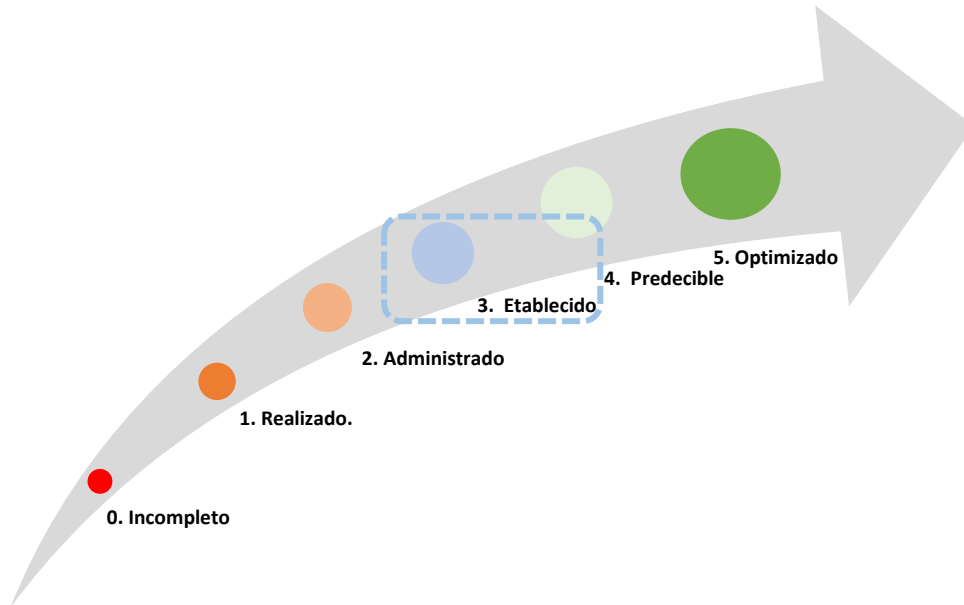 5. Optimizado
4. Predecible
3. Etablecido
2. Administrado
1. Realizado.
0. Incompleto